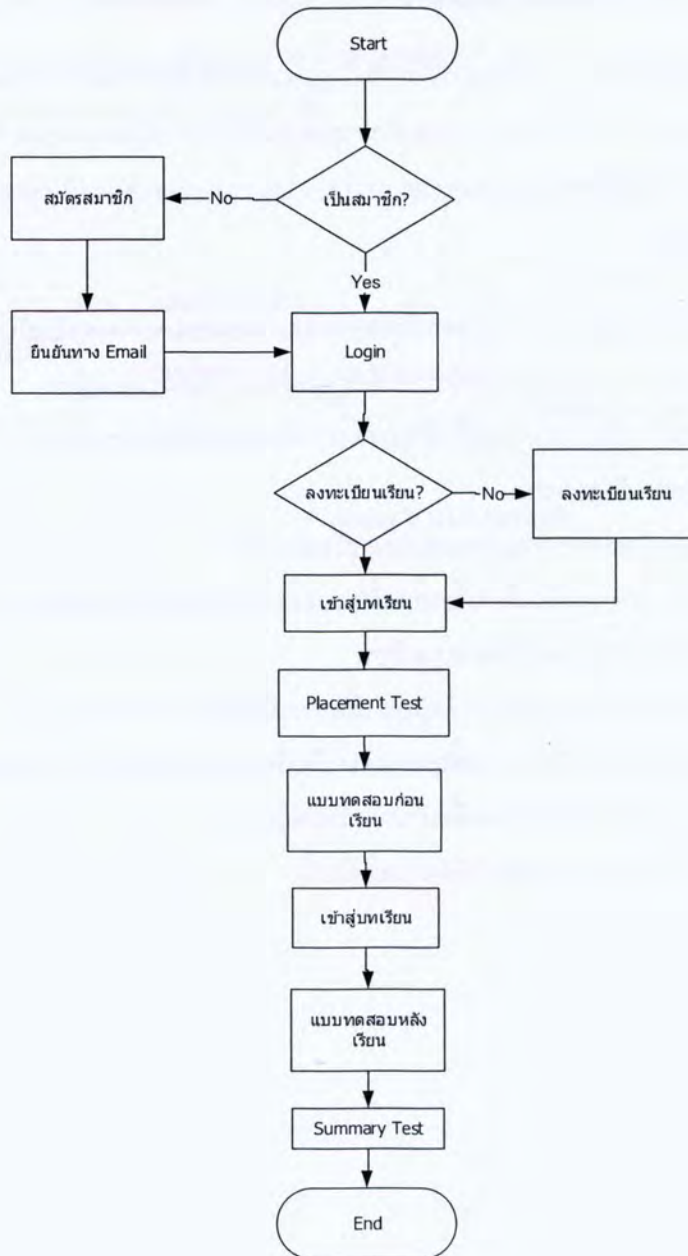 Start
เป็นสมาชิก?
No
สมัครสมาชิก
Yes
ยืนยันทาง Email
Login
ลงทะเบียนเรียน?
No
ลงทะเบียนเรียน
เข้าสู่บทเรียน
Placement Test
แบบทดสอบก่อน
เรียน
เข้าสู่บทเรียน
แบบทดสอบหลัง
เรียน
Summary Test
End